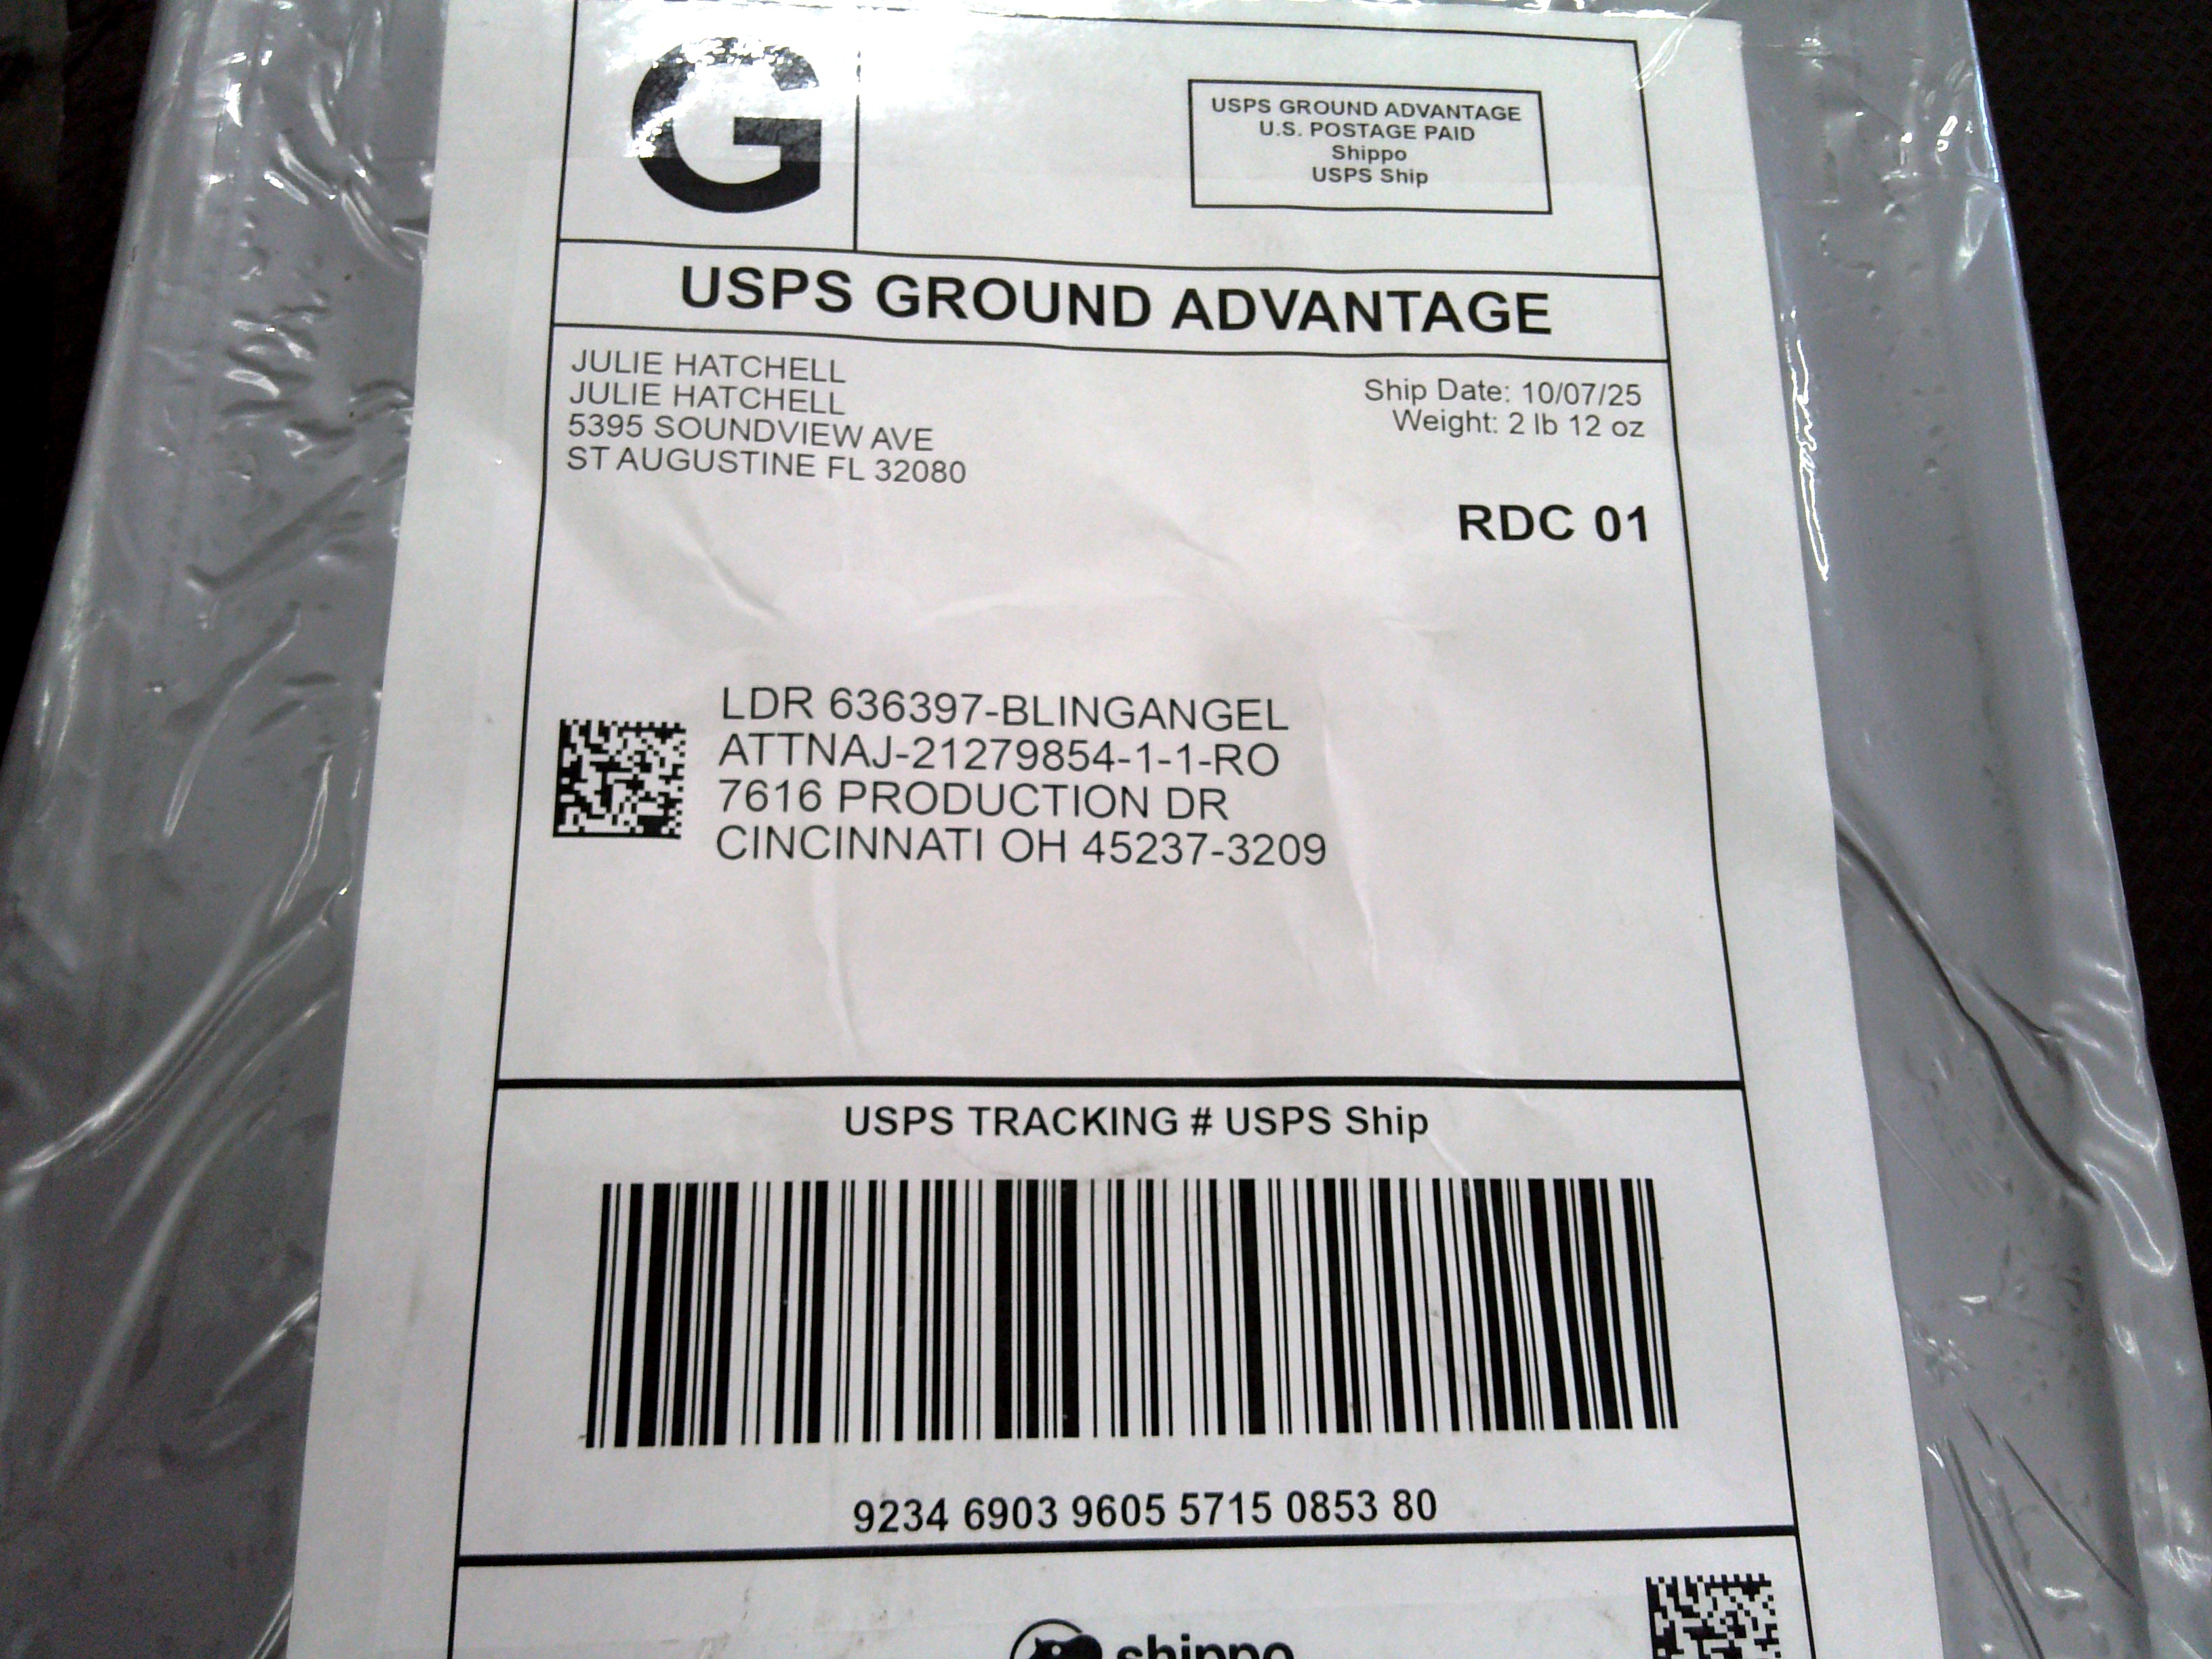 G
USPS GROUND ADVANTAGE
U.S. POSTAGE PAID
Shippo
USPS Ship
USPS GROUND ADVANTAGE
JULIE HATCHELL
JULIE HATCHELL
5395 SOUNDVIEW AVE
ST AUGUSTINE FL 32080
Ship Date: 10/07/25
Weight: 2 lb 12 oz
RDC 01
LDR 636397-BLINGANGEL
ATTNAJ-21279854-1-1-RO
7616 PRODUCTION DR
CINCINNATI OH 45237-3209
USPS TRACKING # USPS Ship
9234 6903 9605 5715 0853 80
shippo